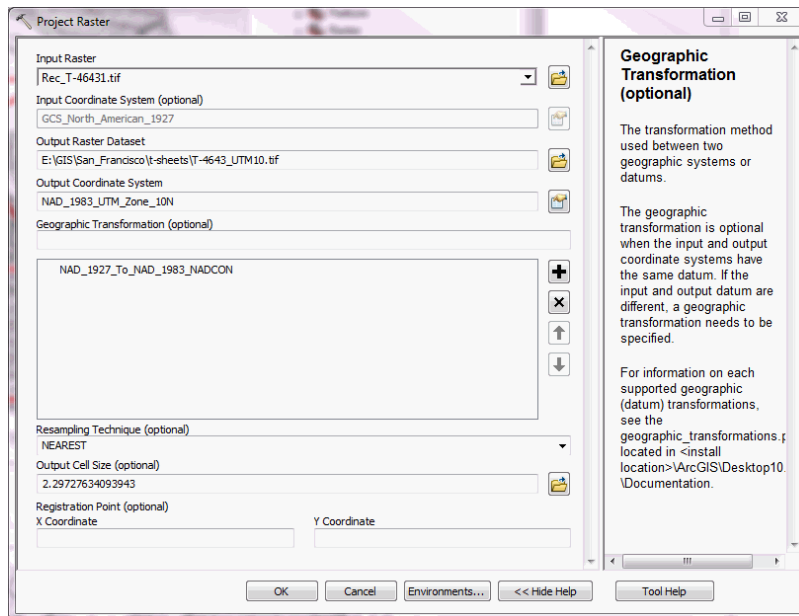 Project Raster
Input Raster
Rec_T-46431.tif
Input Coordinate System (optional)
GCS_North_American_1927
Output Raster Dataset
E:\GIS\San_Francisco\t-sheets\T-4643_UTM10.tif
Output Coordinate System
NAD_1983_UTM_Zone_10N
Geographic Transformation (optional)
NAD_1927_To_NAD_1983_NADCON
Resampling Technique (optional)
NEAREST
Output Cell Size (optional)
2.29727634093943
Registration Point (optional)
X Coordinate
Y Coordinate
OK
Cancel
Environments...
<< Hide Help
Tool Help
Geographic
Transformation
(optional)
The transformation method
used between two
geographic systems or
datums.
The geographic
transformation is optional
when the input and output
coordinate systems have
the same datum. If the
input and output datum are
different, a geographic
transformation needs to be
specified.
For information on each
supported geographic
(datum) transformations,
see the
geographic_transformations.p
located in <install
location>\ArcGIS\Desktop10.
\Documentation.